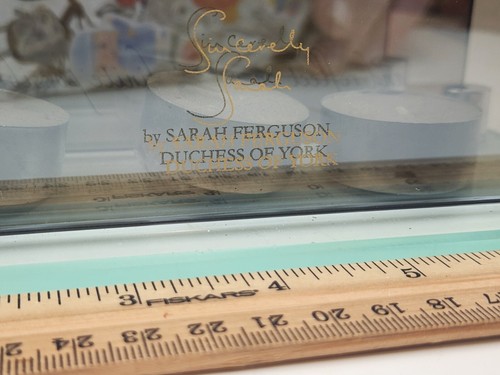 Sincerely
Sarah
by SARAH FERGUSON
DUCHESS OF YORK
3 FISKARS® 4 5
25 24 23 22 21 20 19 18 17